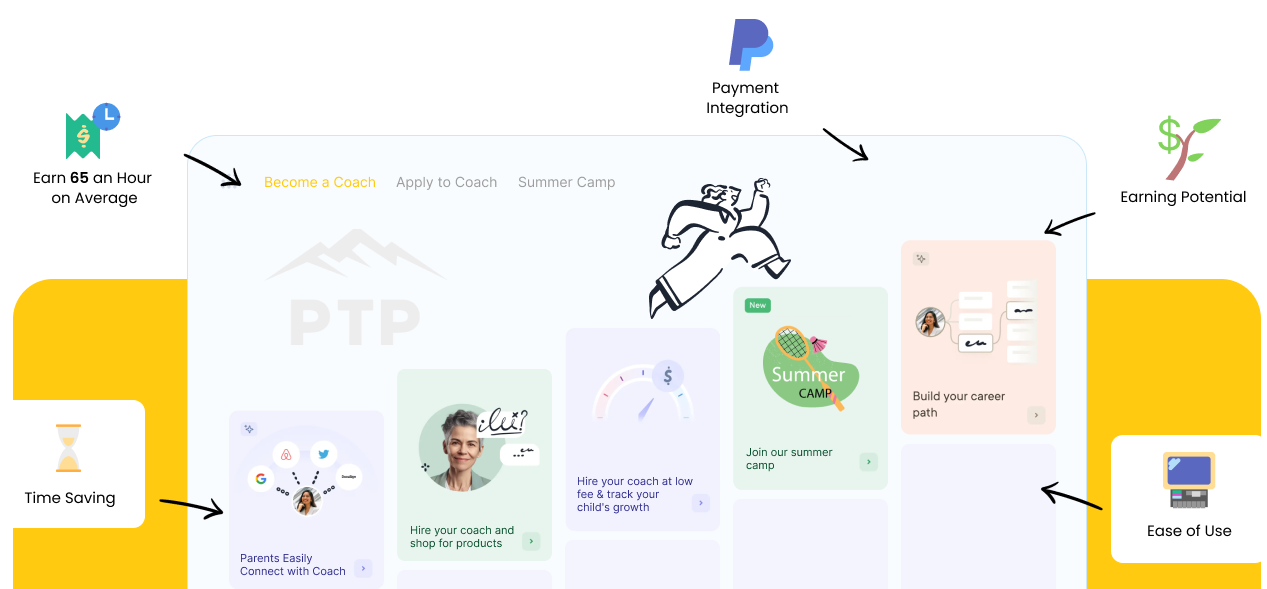 Payment
Integration
Earn 65 an Hour
on Average
Earning Potential
Become a Coach Apply to Coach Summer Camp
PTP
New
Summer
CAMP
Build your career
path
Join our summer
camp
Hire your coach at low
fee & track your
child's growth
Hire your coach and
shop for products
Parents Easily
Connect with Coach
Time Saving
Ease of Use